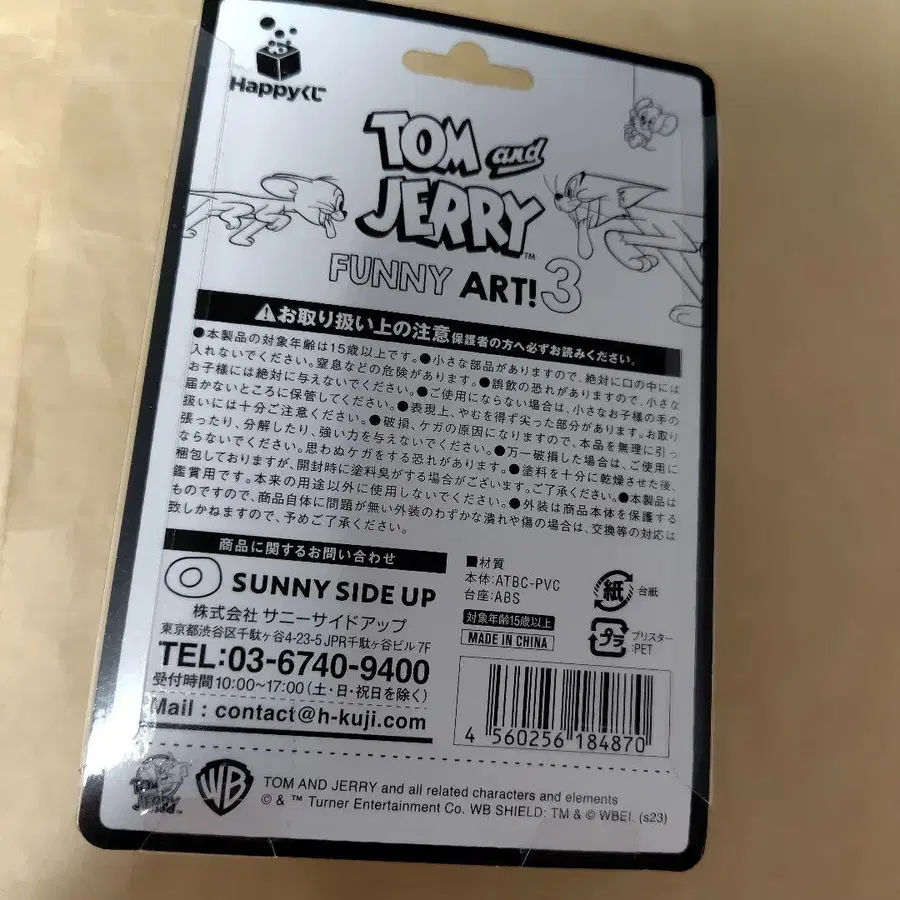 Happyくじ
TOM and
JERRY™
FUNNY ART!3
⚠お取り扱い上の注意 保護者の方へ必ずお読みください。
●本製品の対象年齢は15歳以上です。●小さな部品がありますので、絶対に口の中には
入れないでください。窒息などの危険があります。●誤飲の恐れがありますので、小さな
お子様には絶対に与えないでください。●ご使用にならない場合は、小さなお子様の手の
届かないところに保管してください。●表現上、やむを得ず尖った部分があります。お取り
扱いには十分ご注意ください。●破損、ケガの原因になりますので、本品を無理に引っ
張ったり、分解したり、強い力を与えないでください。●万一破損した場合は、ご使用に
ならないでください。思わぬケガをする恐れがあります。●塗料を十分に乾燥させた後、
梱包しておりますが、開封時に塗料臭がする場合がございます。ご了承ください。●本製品は
鑑賞用です。本来の用途以外に使用しないでください。●外装は商品本体を保護する
ものですので、商品自体に問題が無い外装のわずかな潰れや傷の場合は、交換等の対応は
致しかねますので、予めご了承ください。
商品に関するお問い合わせ
SUNNY SIDE UP
株式会社 サニーサイドアップ
東京都渋谷区千駄ヶ谷4-23-5 JPR千駄ヶ谷ビル 7F
TEL:03-6740-9400
受付時間10:00~17:00(土・日・祝日を除く)
Mail : contact@h-kuji.com
■材質
本体:ATBC-PVC
台座:ABS
対象年齢15歳以上
MADE IN CHINA
紙 台紙
プラ ブリスター
:PET
4 560256 184870
TOM and JERRY™
WB
TOM AND JERRY and all related characters and elements
© & ™ Turner Entertainment Co. WB SHIELD: TM & © WBEI. (s23)